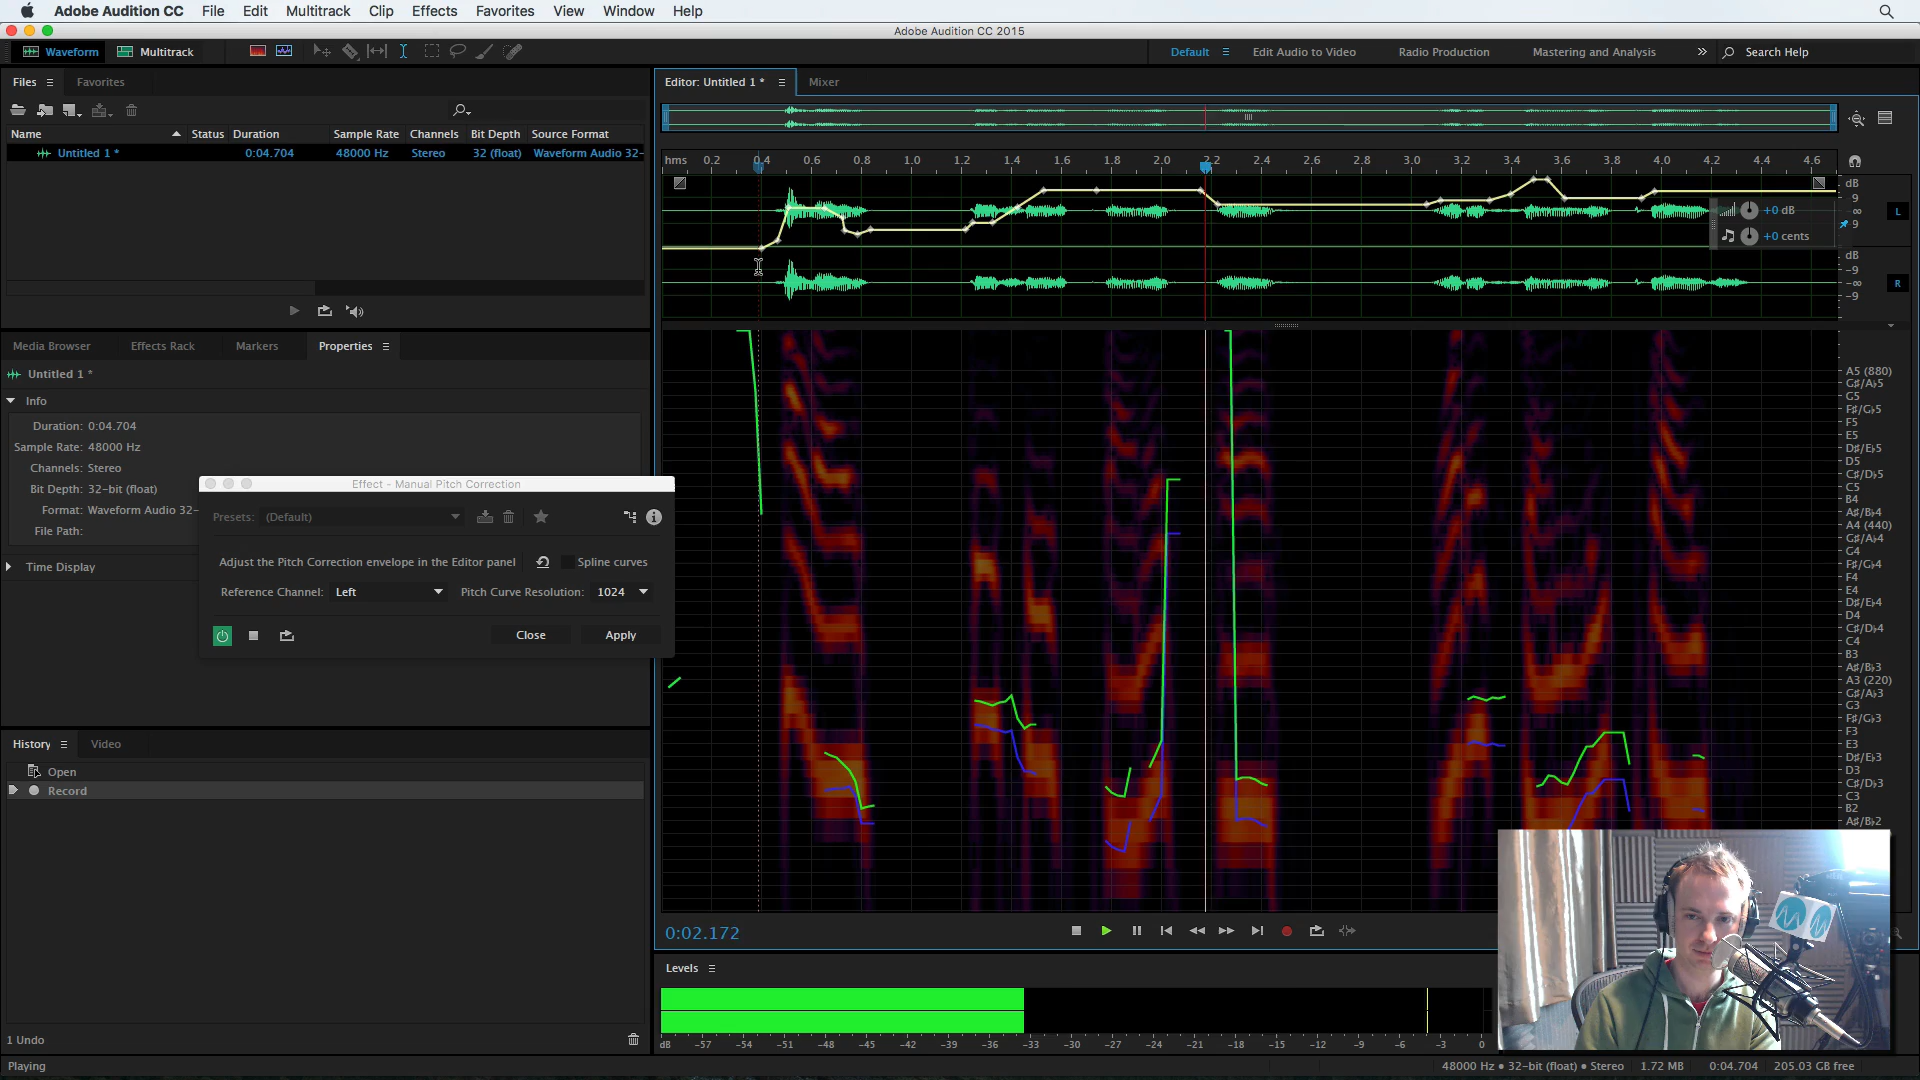 Adobe Audition CC File Edit Multitrack Clip Effects Favorites View Window Help
Adobe Audition CC 2015
Waveform Multitrack
Default Edit Audio to Video Radio Production Mastering and Analysis » Search Help
Files Favorites
Name Status Duration Sample Rate Channels Bit Depth Source Format
Untitled 1 * 0:04.704 48000 Hz Stereo 32 (float) Waveform Audio 32-
Media Browser Effects Rack Markers Properties
Untitled 1 *
Info
Duration: 0:04.704
Sample Rate: 48000 Hz
Channels: Stereo
Bit Depth: 32-bit (float)
Format: Waveform Audio 32-
File Path:
Time Display
Effect - Manual Pitch Correction
Presets: (Default)
Adjust the Pitch Correction envelope in the Editor panel Spline curves
Reference Channel: Left Pitch Curve Resolution: 1024
Close Apply
History Video
Open
Record
1 Undo
Playing
Editor: Untitled 1 * Mixer
hms 0.2 0.4 0.6 0.8 1.0 1.2 1.4 1.6 1.8 2.0 2.2 2.4 2.6 2.8 3.0 3.2 3.4 3.6 3.8 4.0 4.2 4.4 4.6
dB
9
∞
9
L
+0 dB
+0 cents
dB
-9
-∞
-9
R
A5 (880)
G♯/A♭5
G5
F♯/G♭5
F5
E5
D♯/E♭5
D5
C♯/D♭5
C5
B4
A♯/B♭4
A4 (440)
G♯/A♭4
G4
F♯/G♭4
F4
E4
D♯/E♭4
D4
C♯/D♭4
C4
B3
A♯/B♭3
A3 (220)
G♯/A♭3
G3
F♯/G♭3
F3
E3
D♯/E♭3
D3
C♯/D♭3
C3
B2
A♯/B♭2
0:02.172
Levels
dB -57 -54 -51 -48 -45 -42 -39 -36 -33 -30 -27 -24 -21 -18 -15 -12 -9 -6 -3 0
48000 Hz • 32-bit (float) • Stereo 1.72 MB 0:04.704 205.03 GB free